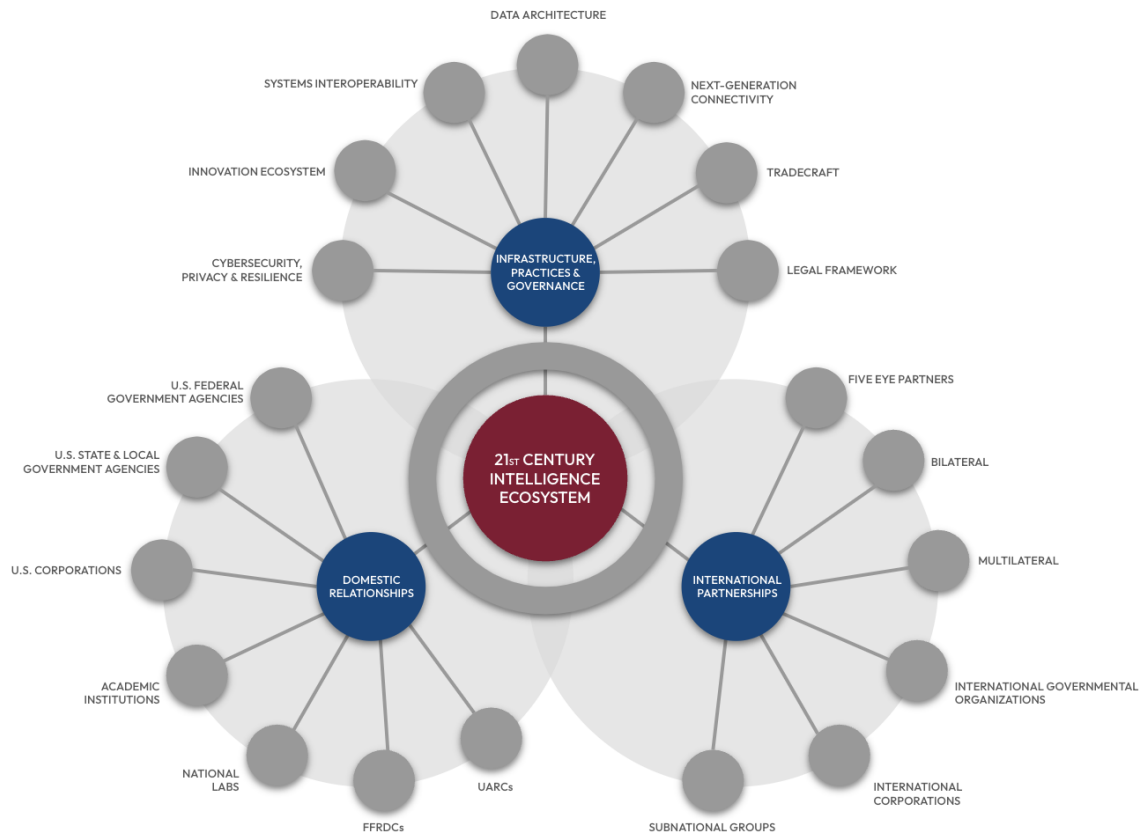 DATA ARCHITECTURE
SYSTEMS INTEROPERABILITY
NEXT-GENERATION
CONNECTIVITY
INNOVATION ECOSYSTEM
TRADECRAFT
CYBERSECURITY,
PRIVACY & RESILIENCE
INFRASTRUCTURE,
PRACTICES &
GOVERNANCE
LEGAL FRAMEWORK
21ST CENTURY
INTELLIGENCE
ECOSYSTEM
U.S. FEDERAL
GOVERNMENT AGENCIES
U.S. STATE & LOCAL
GOVERNMENT AGENCIES
U.S. CORPORATIONS
DOMESTIC
RELATIONSHIPS
ACADEMIC
INSTITUTIONS
NATIONAL
LABS
FFRDCs
UARCs
FIVE EYE PARTNERS
BILATERAL
MULTILATERAL
INTERNATIONAL
PARTNERSHIPS
INTERNATIONAL GOVERNMENTAL
ORGANIZATIONS
INTERNATIONAL
CORPORATIONS
SUBNATIONAL GROUPS